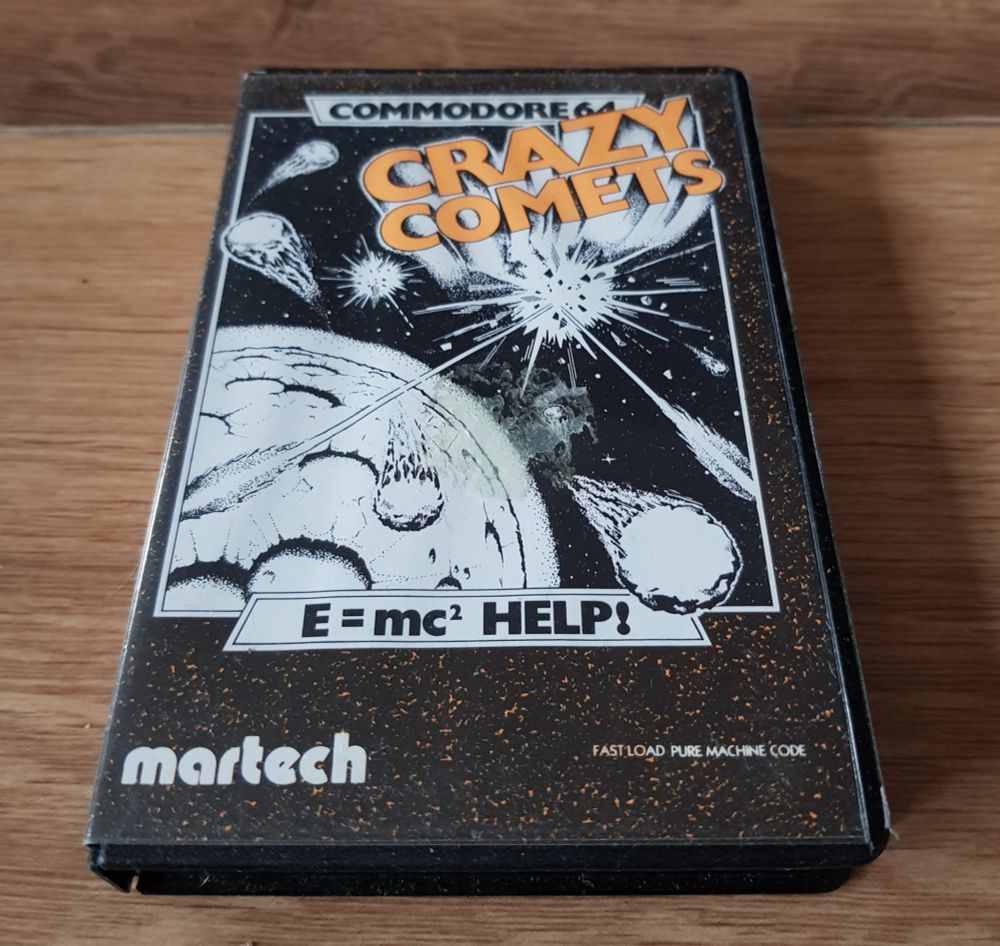 COMMODORE 64
CRAZY
COMETS
E=mc² HELP!
martech
FAST LOAD PURE MACHINE CODE